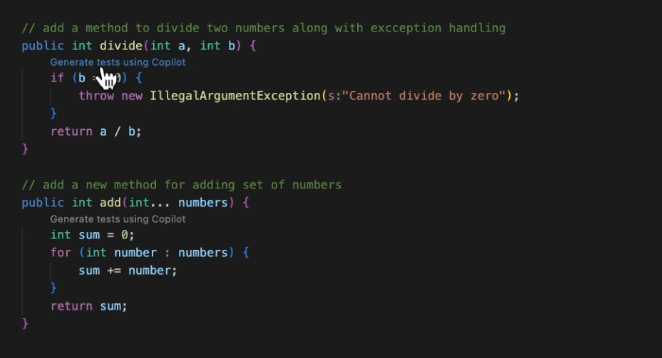 // add a method to divide two numbers along with excception handling
public int divide(int a, int b) {
Generate tests using Copilot
if (b 0) {
throw new IllegalArgumentException(s:"Cannot divide by zero");
}
return a / b;
}
// add a new method for adding set of numbers
public int add(int... numbers) {
Generate tests using Copilot
int sum = 0;
for (int number : numbers) {
sum += number;
}
return sum;
}